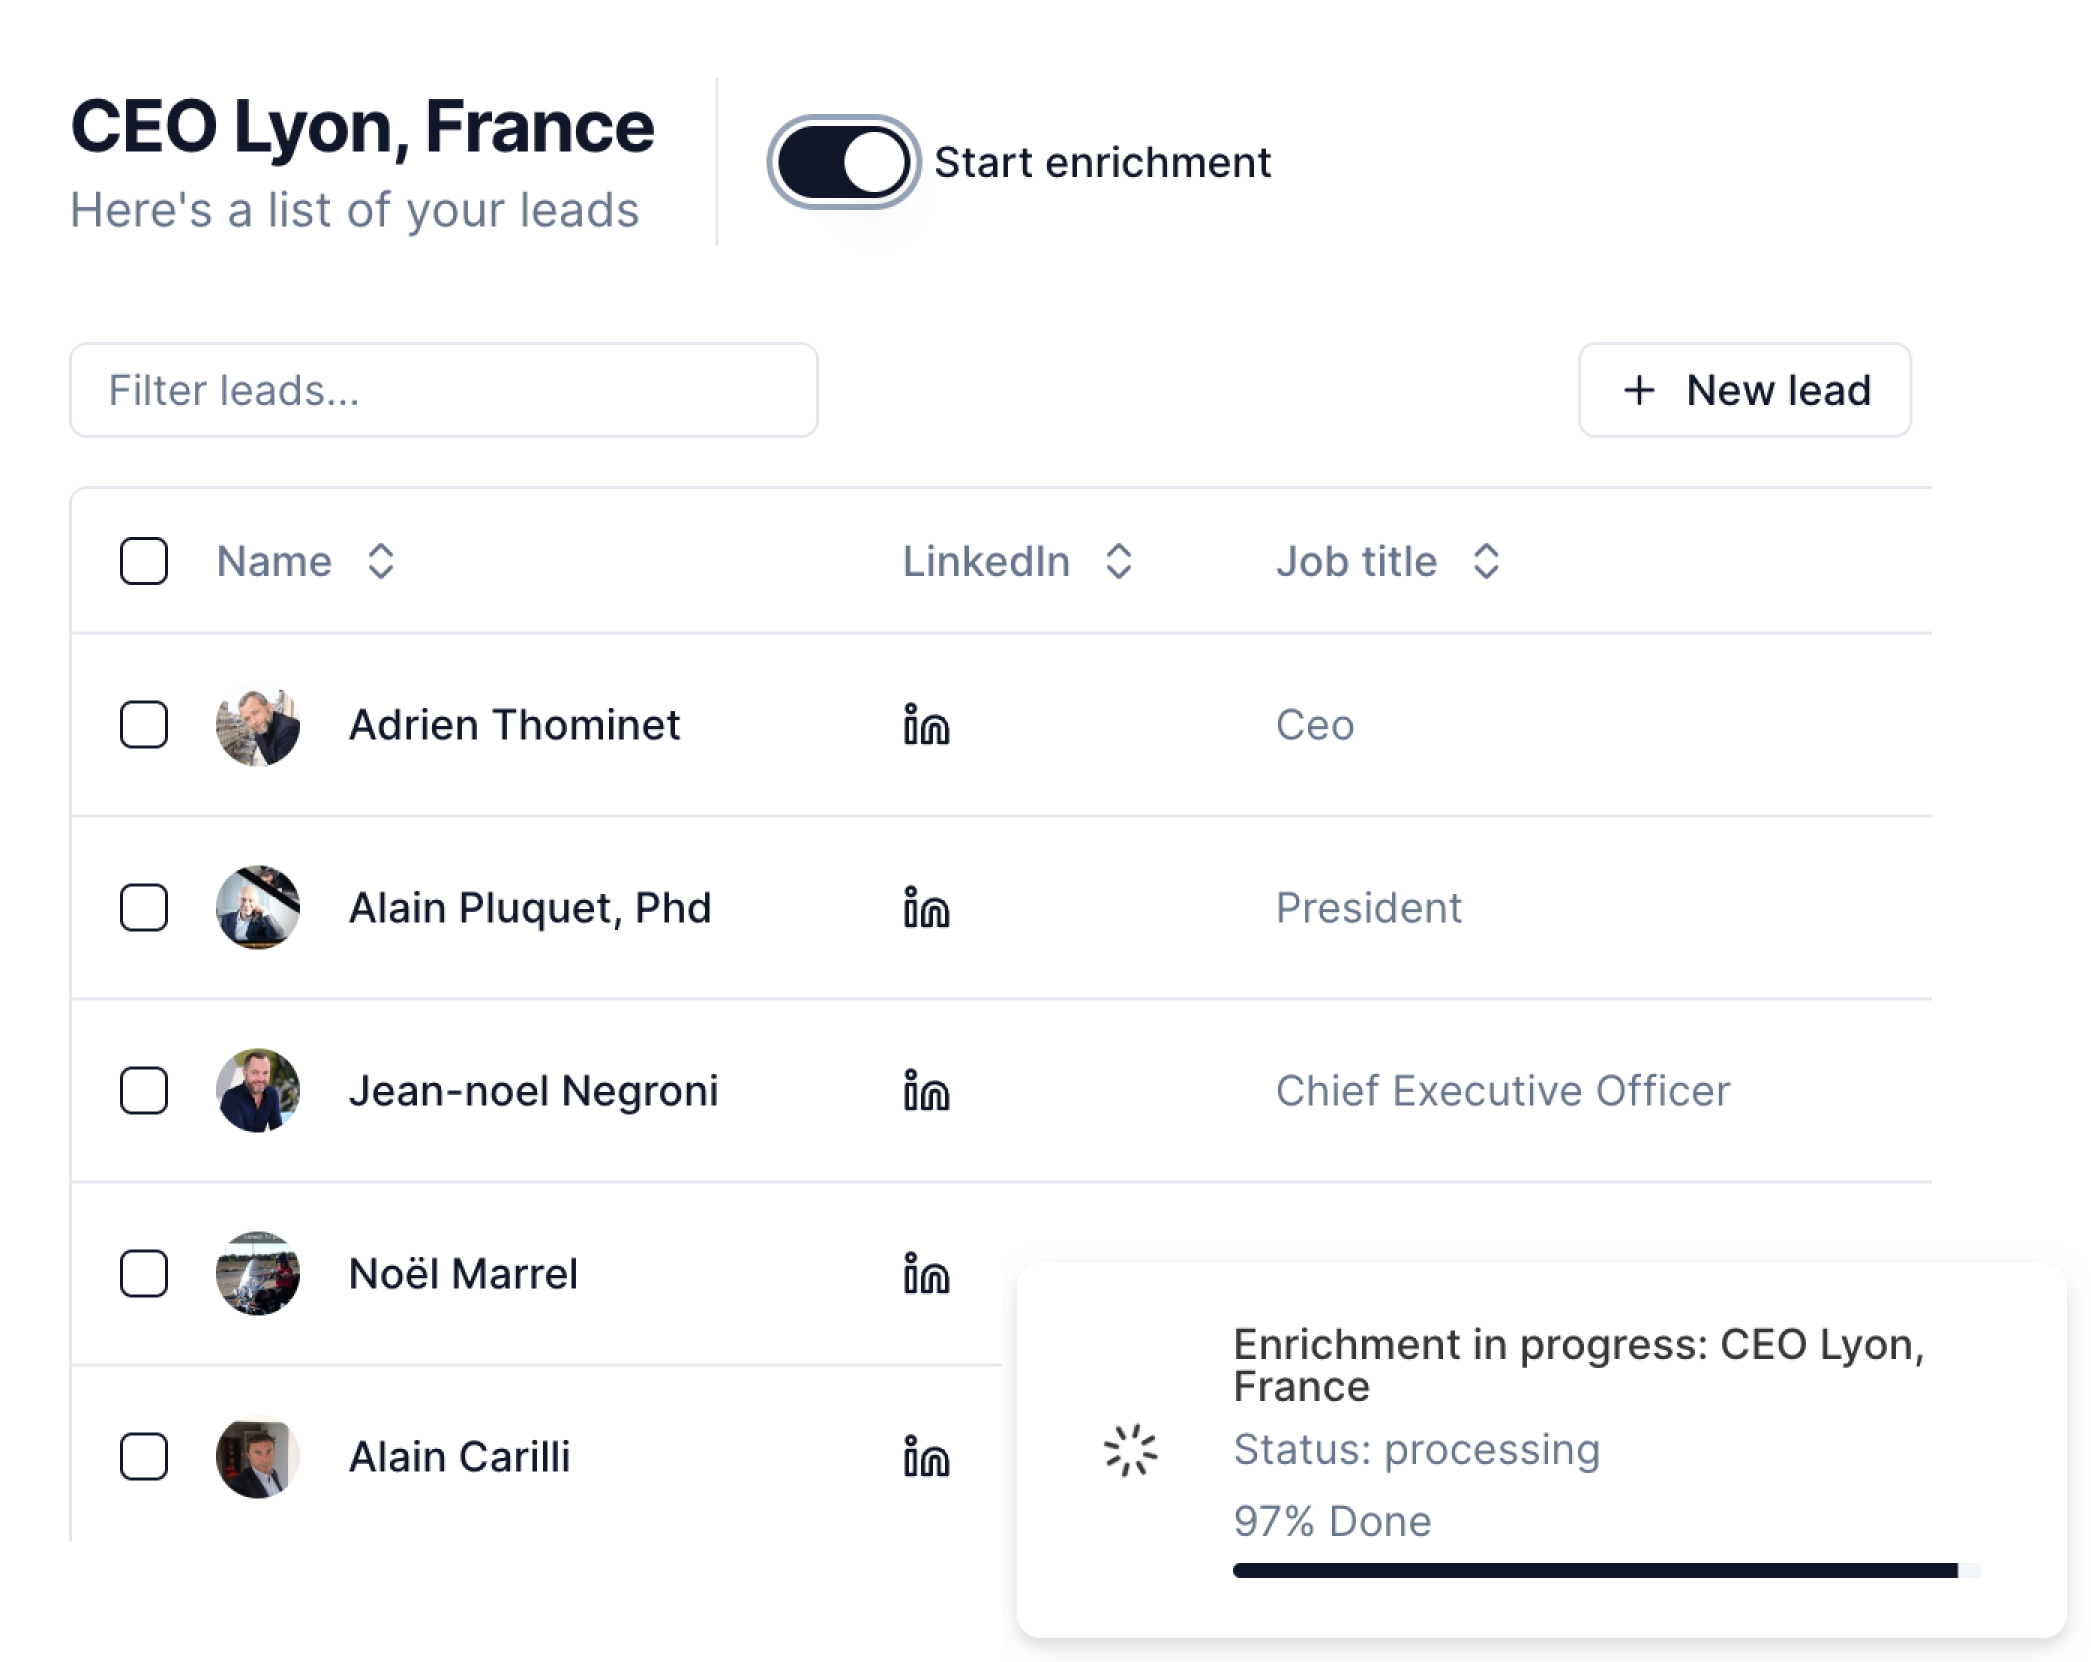 CEO Lyon, France
Here's a list of your leads
Start enrichment
Filter leads...
+ New lead
Name
LinkedIn
Job title
Adrien Thominet
in
Ceo
Alain Pluquet, Phd
in
President
Jean-noel Negroni
in
Chief Executive Officer
Noël Marrel
in
Alain Carilli
in
Enrichment in progress: CEO Lyon,
France
Status: processing
97% Done